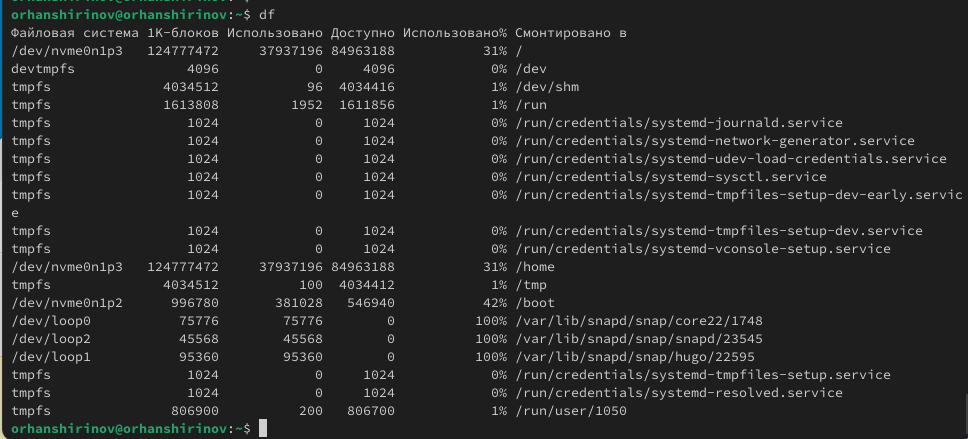 orhanshirinov@orhanshirinov:~$ df
Файловая система 1K-блоков Использовано Доступно Использовано% Смонтировано в
/dev/nvme0n1p3 124777472 37937196 84963188 31% /
devtmpfs 4096 0 4096 0% /dev
tmpfs 4034512 96 4034416 1% /dev/shm
tmpfs 1613808 1952 1611856 1% /run
tmpfs 1024 0 1024 0% /run/credentials/systemd-journald.service
tmpfs 1024 0 1024 0% /run/credentials/systemd-network-generator.service
tmpfs 1024 0 1024 0% /run/credentials/systemd-udev-load-credentials.service
tmpfs 1024 0 1024 0% /run/credentials/systemd-sysctl.service
tmpfs 1024 0 1024 0% /run/credentials/systemd-tmpfiles-setup-dev-early.servic
e
tmpfs 1024 0 1024 0% /run/credentials/systemd-tmpfiles-setup-dev.service
tmpfs 1024 0 1024 0% /run/credentials/systemd-vconsole-setup.service
/dev/nvme0n1p3 124777472 37937196 84963188 31% /home
tmpfs 4034512 100 4034412 1% /tmp
/dev/nvme0n1p2 996780 381028 546940 42% /boot
/dev/loop0 75776 75776 0 100% /var/lib/snapd/snap/core22/1748
/dev/loop2 45568 45568 0 100% /var/lib/snapd/snap/snapd/23545
/dev/loop1 95360 95360 0 100% /var/lib/snapd/snap/hugo/22595
tmpfs 1024 0 1024 0% /run/credentials/systemd-tmpfiles-setup.service
tmpfs 1024 0 1024 0% /run/credentials/systemd-resolved.service
tmpfs 806900 200 806700 1% /run/user/1050
orhanshirinov@orhanshirinov:~$